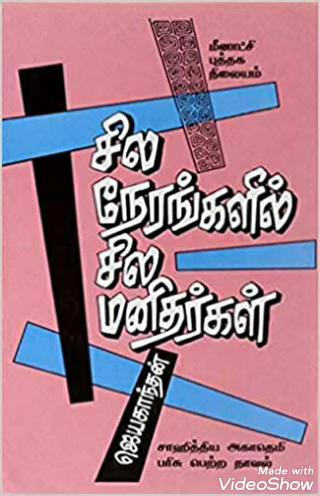 மீனாட்சி
புத்தக
நிலையம்
சில
நேரங்களில்
சில
மனிதர்கள்
ஜெயகாந்தன்
சாஹித்திய அகாதெமி
பரிசு பெற்ற நாவல்
Made with
VideoShow